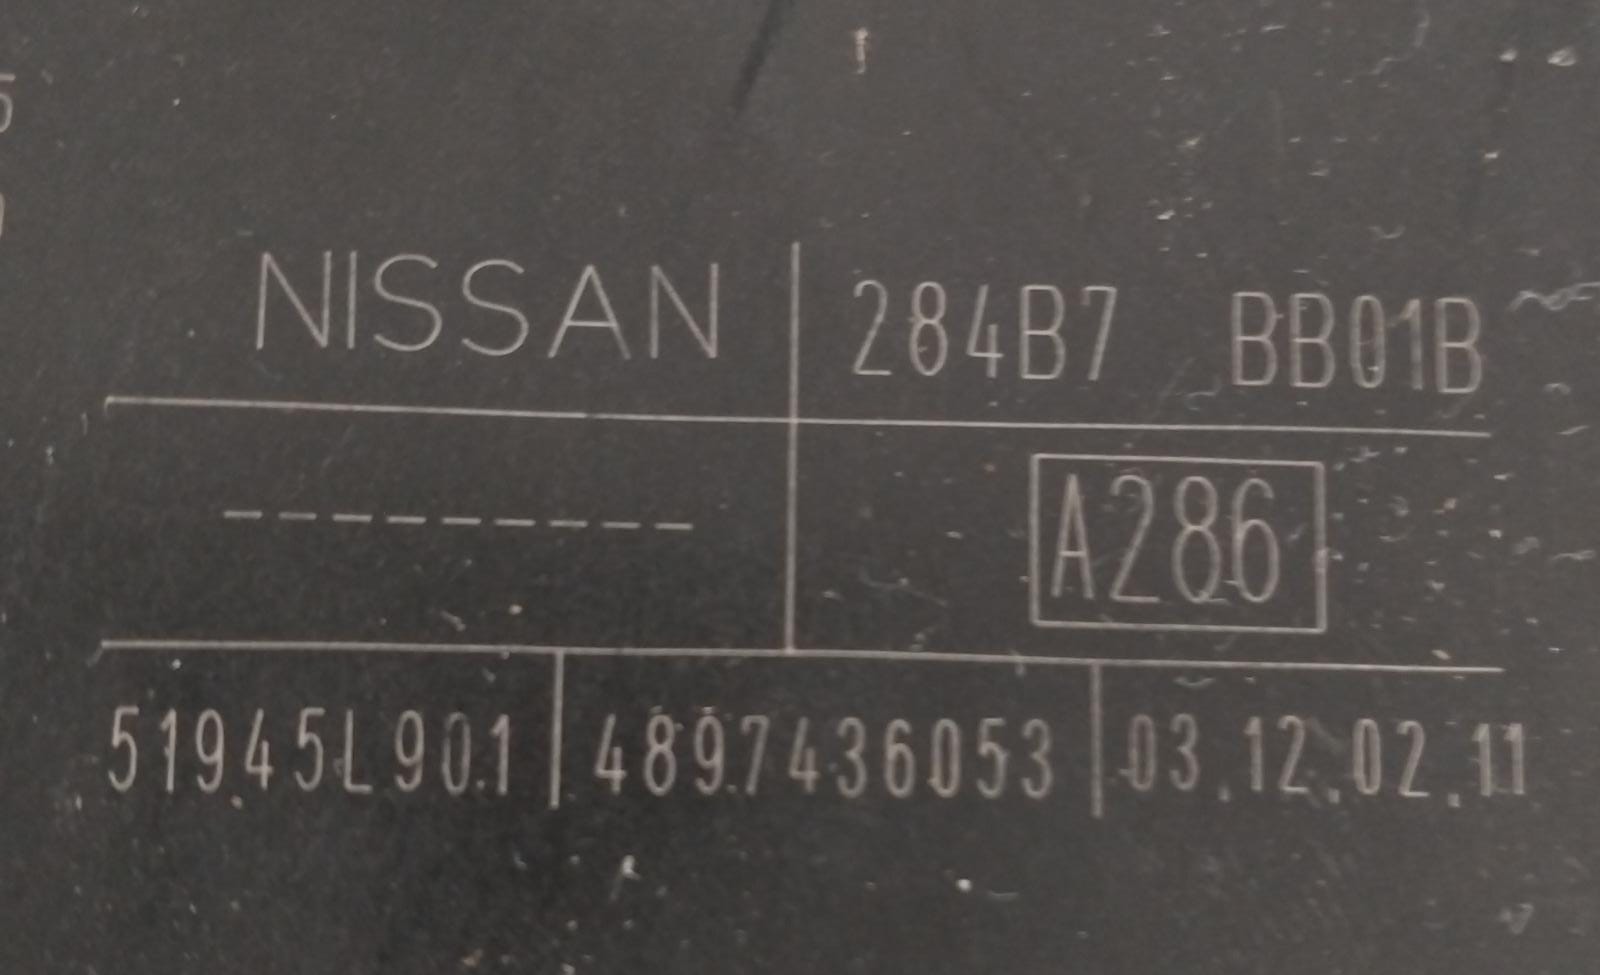 NISSAN 284B7 BB01B
--------- A286
51945L901 4897436053 03.12.02.11